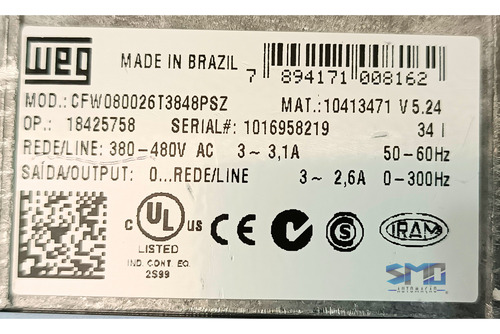 WEG
MADE IN BRAZIL
7 894171 008162
MOD.: CFW080026T3848PSZ MAT.:10413471 V5.24
OP.: 18425758 SERIAL#: 1016958219 34 I
REDE/LINE: 380-480V AC 3~ 3,1A 50-60Hz
SAÍDA/OUTPUT: 0...REDE/LINE 3~ 2,6A 0-300Hz
C UL US CE N S IRAM
LISTED
IND. CONT. EQ.
2S99
SMO
AUTOMAÇÃO